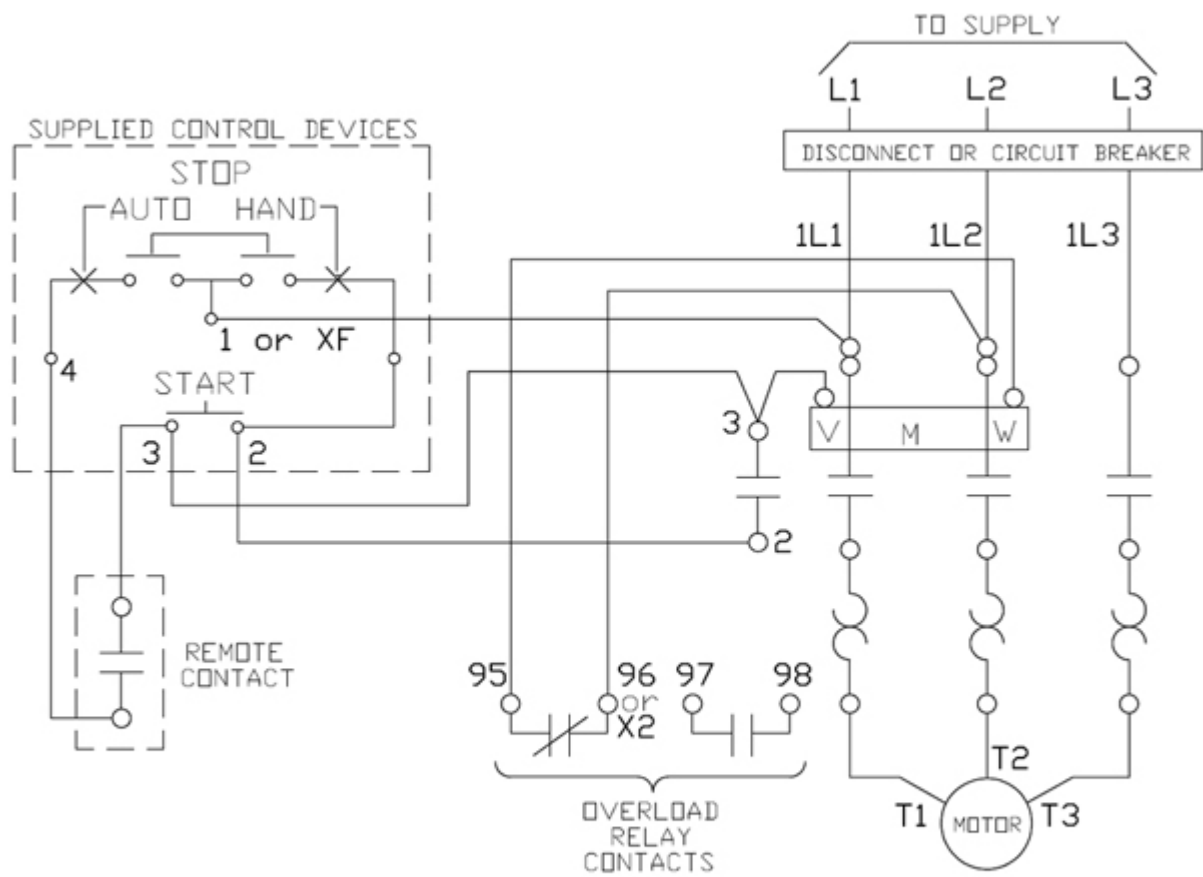 TO SUPPLY
L1 L2 L3
DISCONNECT OR CIRCUIT BREAKER
SUPPLIED CONTROL DEVICES
STOP
AUTO HAND
1L1 1L2 1L3
1 or XF
4
START
3 2
3
V M W
2
REMOTE
CONTACT
95 96 97 98
or
X2
OVERLOAD
RELAY
CONTACTS
T2
T1 MOTOR T3